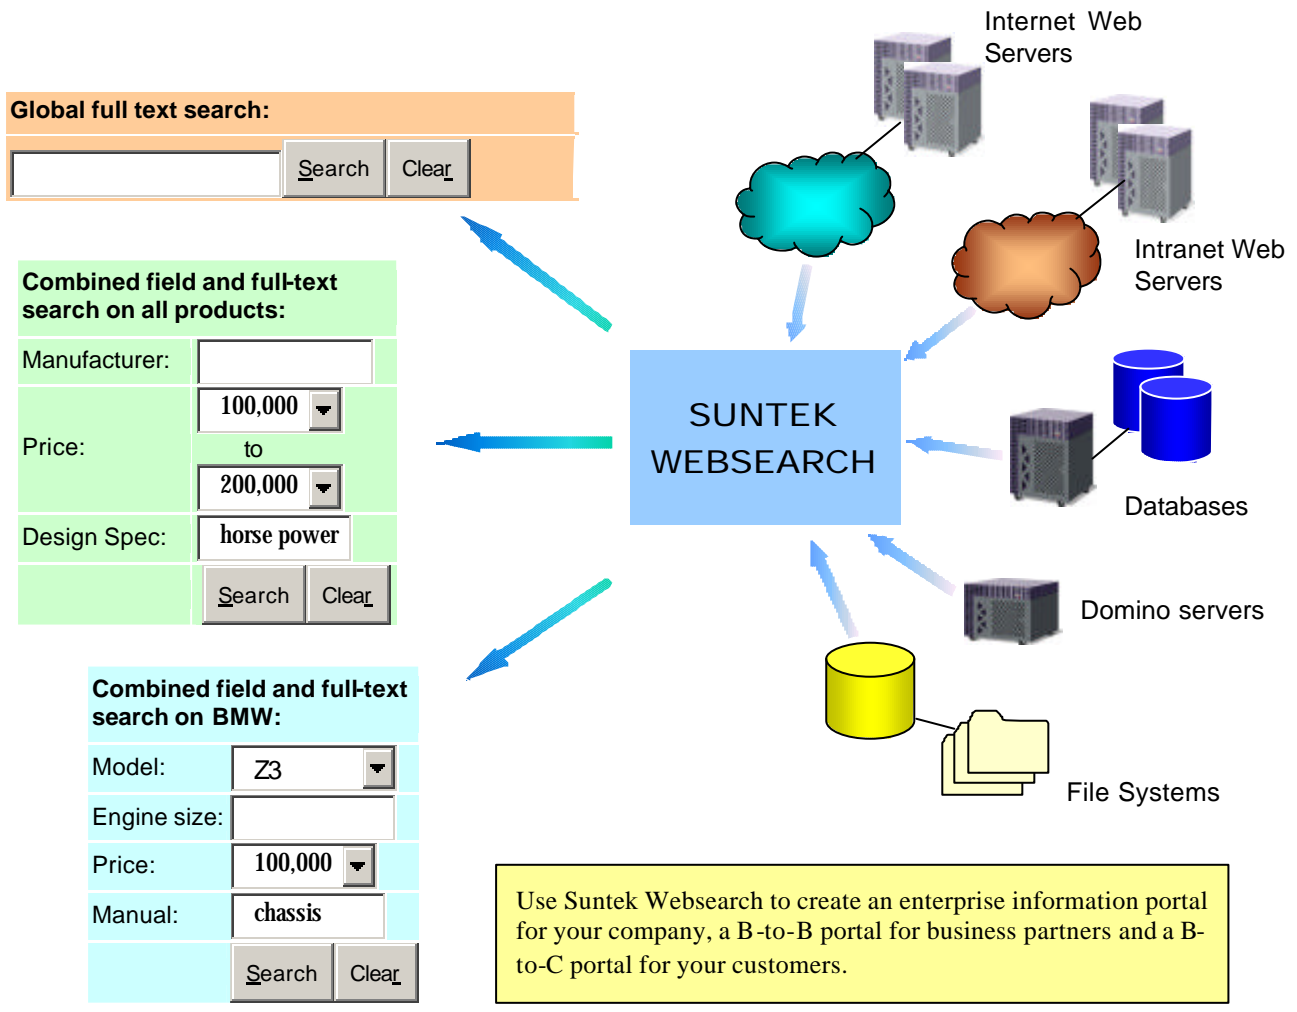 Internet Web
Servers
Global full text search:
Search Clear
Intranet Web
Servers
Combined field and full-text
search on all products:
Manufacturer:
Price:
100,000
to
200,000
Design Spec: horse power
Search Clear
SUNTEK
WEBSEARCH
Databases
Domino servers
File Systems
Combined field and full-text
search on BMW:
Model: Z3
Engine size:
Price: 100,000
Manual: chassis
Search Clear
Use Suntek Websearch to create an enterprise information portal
for your company, a B-to-B portal for business partners and a B-
to-C portal for your customers.